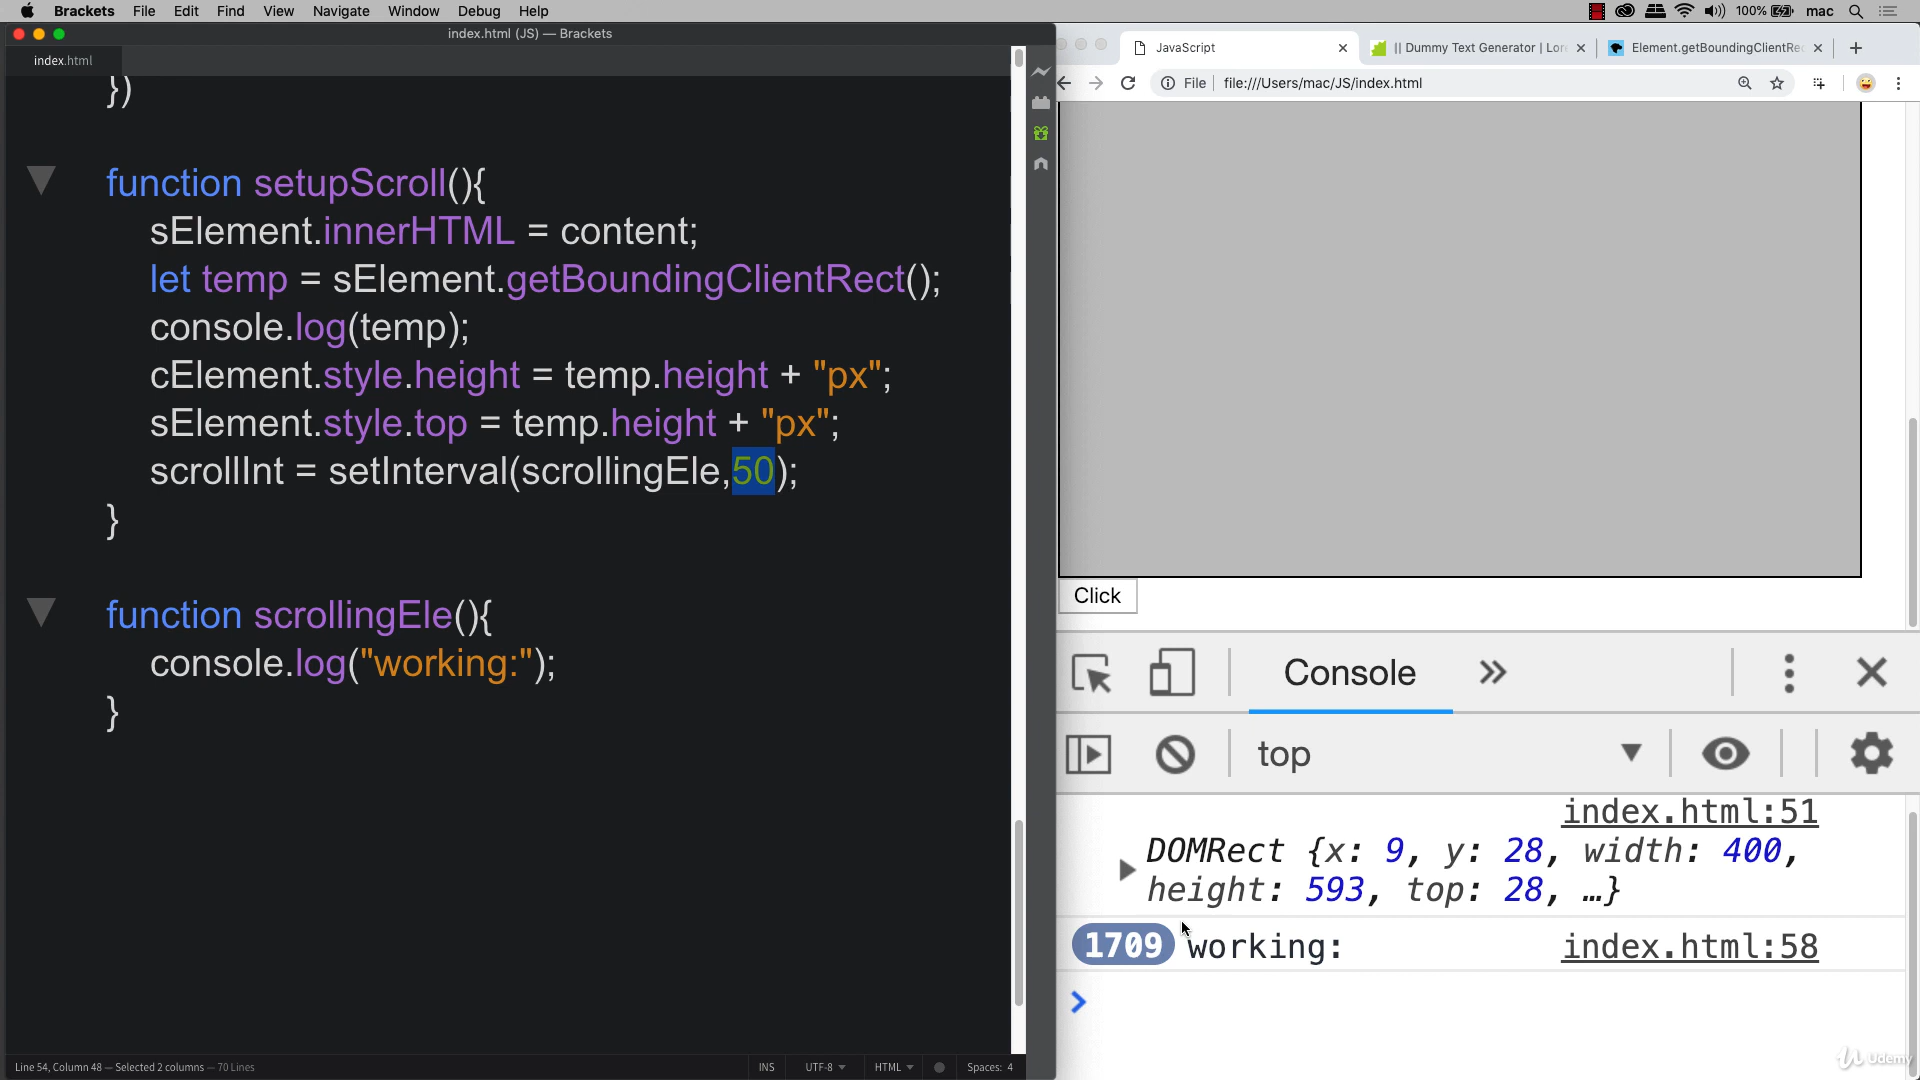 Brackets File Edit Find View Navigate Window Debug Help 100% mac
index.html (JS) — Brackets
index.html
})
function setupScroll(){
sElement.innerHTML = content;
let temp = sElement.getBoundingClientRect();
console.log(temp);
cElement.style.height = temp.height + "px";
sElement.style.top = temp.height + "px";
scrollInt = setInterval(scrollingEle,50);
}
function scrollingEle(){
console.log("working:");
}
Line 54, Column 48 — Selected 2 columns — 70 Lines
INS UTF-8 HTML Spaces: 4
JavaScript || Dummy Text Generator | Lor Element.getBoundingClientRe
File file:///Users/mac/JS/index.html
Click
Console
top
index.html:51
DOMRect {x: 9, y: 28, width: 400,
height: 593, top: 28, …}
1709 working: index.html:58
Udemy